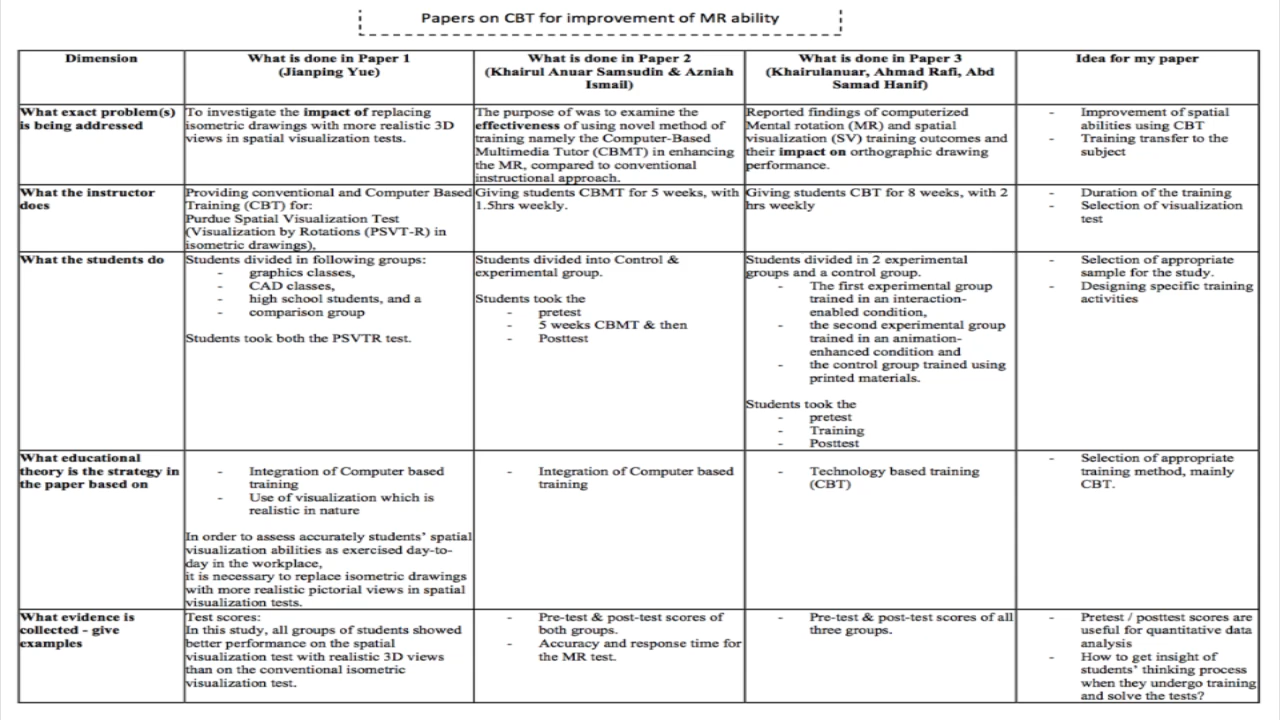 Papers on CBT for improvement of MR ability
Dimension
What is done in Paper 1
(Jianping Yue)
What is done in Paper 2
(Khairul Anuar Samsudin & Azniah
Ismail)
What is done in Paper 3
(Khairulanuar, Ahmad Rafi, Abd
Samad Hanif)
Idea for my paper
What exact problem(s)
is being addressed
To investigate the impact of replacing
isometric drawings with more realistic 3D
views in spatial visualization tests.
The purpose of was to examine the
effectiveness of using novel method of
training namely the Computer-Based
Multimedia Tutor (CBMT) in enhancing
the MR, compared to conventional
instructional approach.
Reported findings of computerized
Mental rotation (MR) and spatial
visualization (SV) training outcomes and
their impact on orthographic drawing
performance.
- Improvement of spatial
abilities using CBT
- Training transfer to the
subject
What the instructor
does
Providing conventional and Computer Based
Training (CBT) for:
Purdue Spatial Visualization Test
(Visualization by Rotations (PSVT-R) in
isometric drawings),
Giving students CBMT for 5 weeks, with
1.5hrs weekly.
Giving students CBT for 8 weeks, with 2
hrs weekly
- Duration of the training
- Selection of visualization
test
What the students do
Students divided in following groups:
- graphics classes,
- CAD classes,
- high school students, and a
- comparison group
Students took both the PSVTR test.
Students divided into Control &
experimental group.
Students took the
- pretest
- 5 weeks CBMT & then
- Posttest
Students divided in 2 experimental
groups and a control group.
- The first experimental group
trained in an interaction-
enabled condition,
- the second experimental group
trained in an animation-
enhanced condition and
- the control group trained using
printed materials.
Students took the
- pretest
- Training
- Posttest
- Selection of appropriate
sample for the study.
- Designing specific training
activities
What educational
theory is the strategy in
the paper based on
- Integration of Computer based
training
- Use of visualization which is
realistic in nature
In order to assess accurately students’ spatial
visualization abilities as exercised day-to-
day in the workplace,
it is necessary to replace isometric drawings
with more realistic pictorial views in spatial
visualization tests.
- Integration of Computer based
training
- Technology based training
(CBT)
- Selection of appropriate
training method, mainly
CBT.
What evidence is
collected - give
examples
Test scores:
In this study, all groups of students showed
better performance on the spatial
visualization test with realistic 3D views
than on the conventional isometric
visualization test.
- Pre-test & post-test scores of
both groups.
- Accuracy and response time for
the MR test.
- Pre-test & post-test scores of all
three groups.
- Pretest / posttest scores are
useful for quantitative data
analysis
- How to get insight of
students’ thinking process
when they undergo training
and solve the tests?